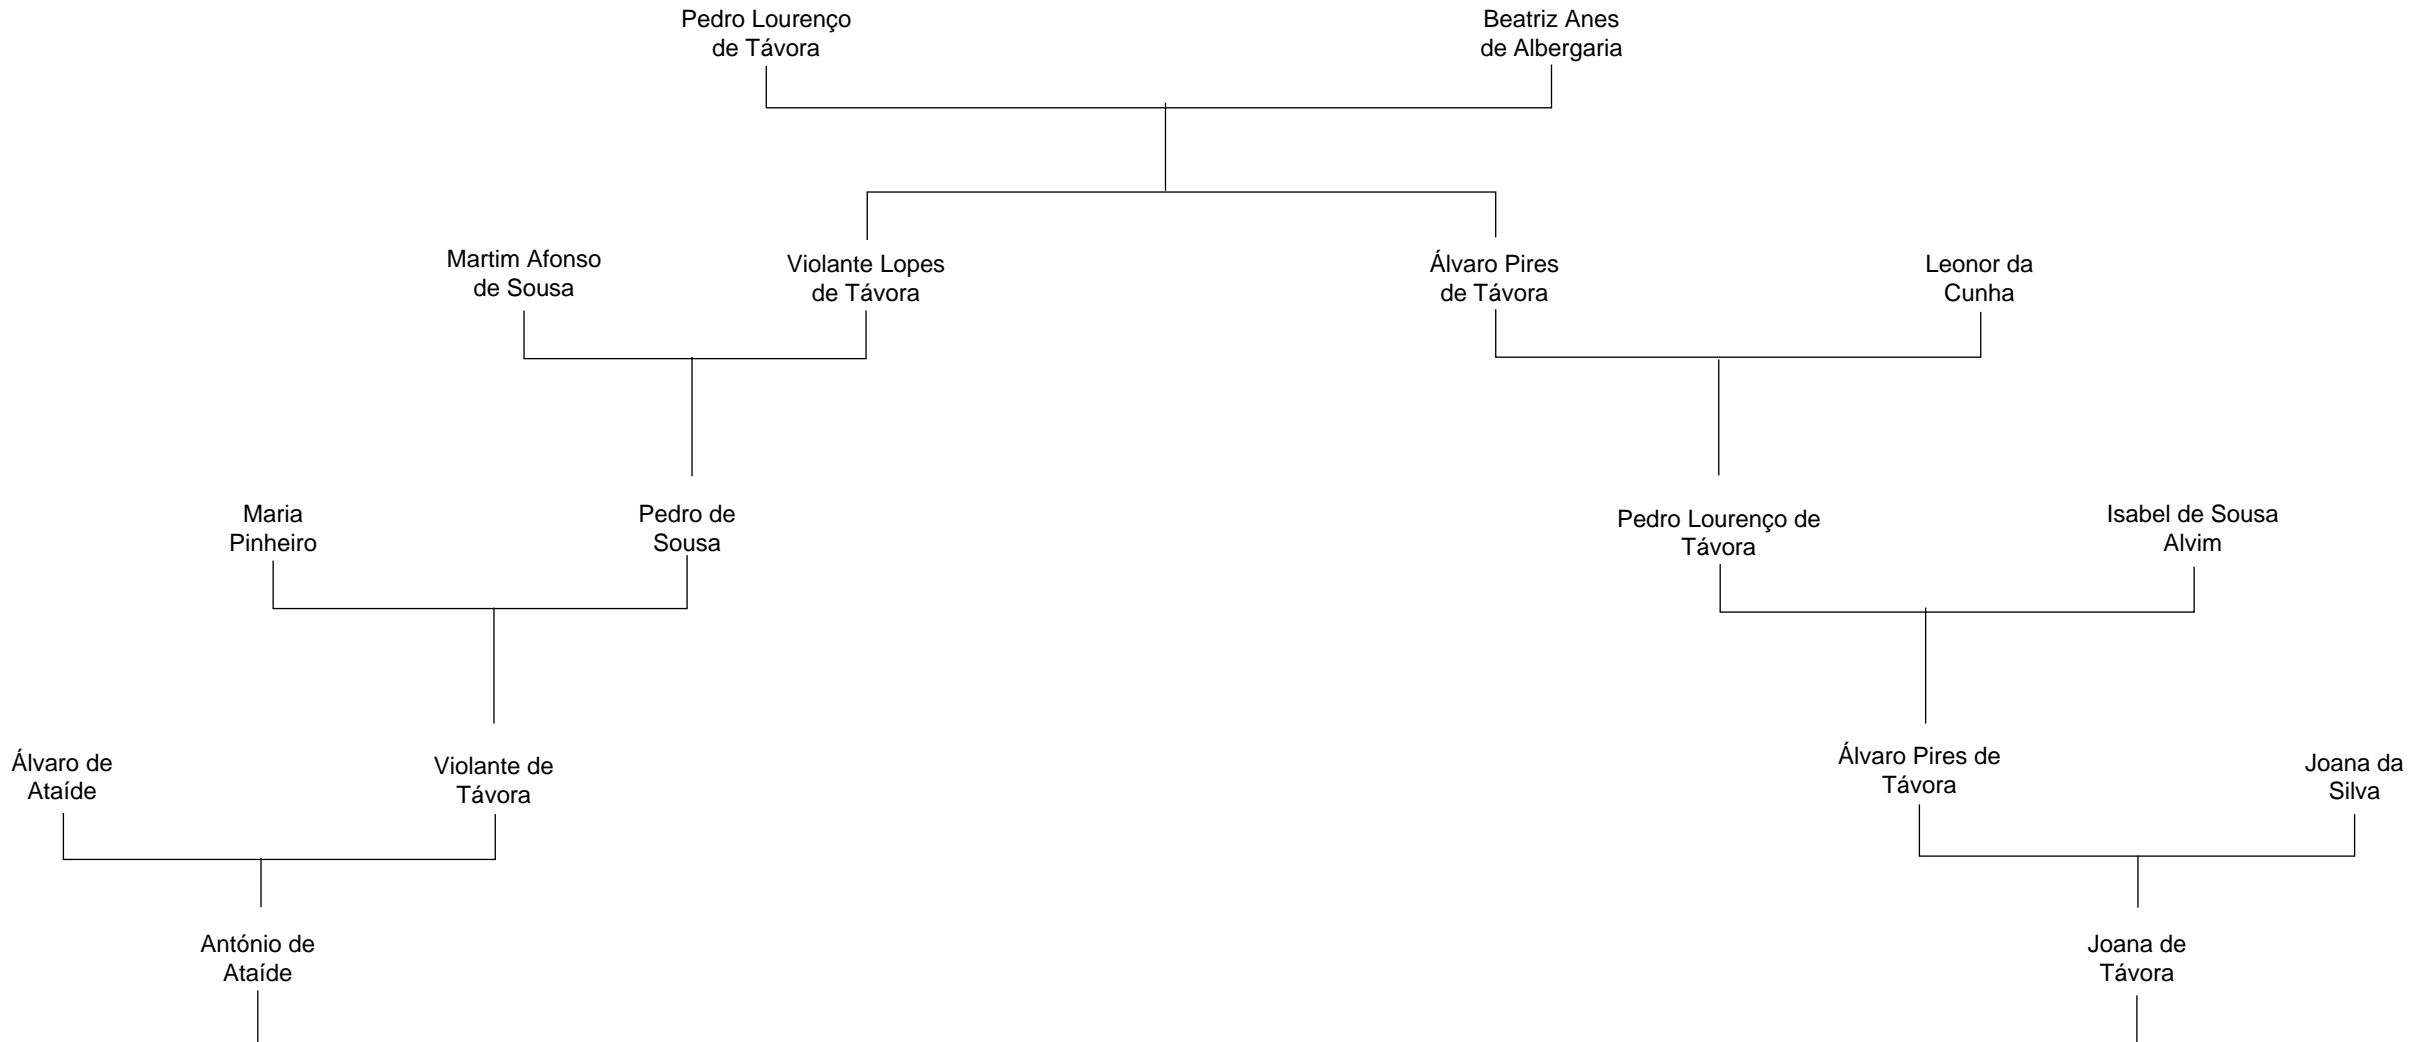 Pedro Lourenço
de Távora
Beatriz Anes
de Albergaria
Martim Afonso
de Sousa
Violante Lopes
de Távora
Álvaro Pires
de Távora
Leonor da
Cunha
Maria
Pinheiro
Pedro de
Sousa
Pedro Lourenço de
Távora
Isabel de Sousa
Alvim
Álvaro de
Ataíde
Violante de
Távora
Álvaro Pires de
Távora
Joana da
Silva
António de
Ataíde
Joana de
Távora